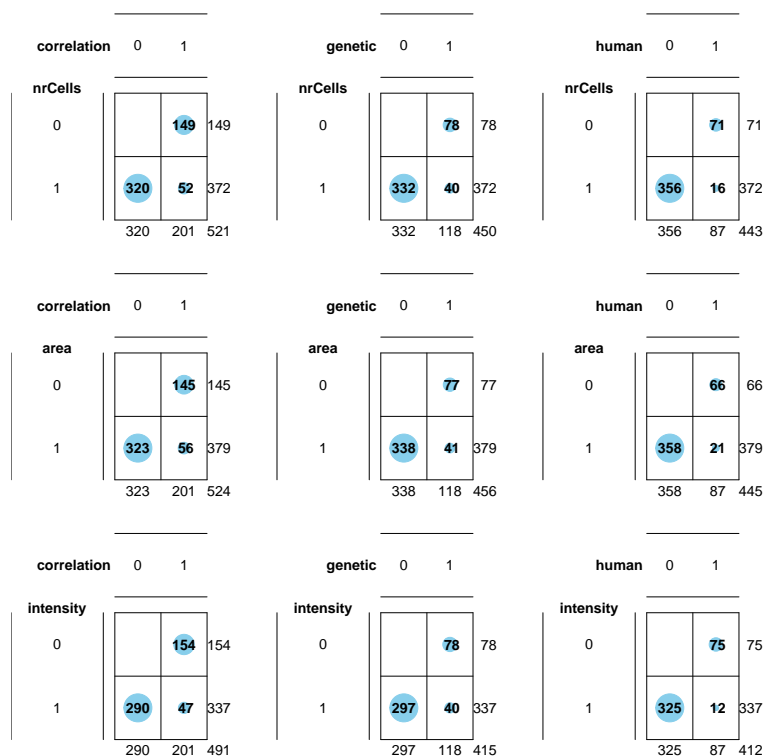 correlation 0 1 genetic 0 1 human 0 1
nrCells nrCells nrCells
0 149 149 0 78 78 0 71 71
1 320 52 372 1 332 40 372 1 356 16 372
320 201 521 332 118 450 356 87 443
correlation 0 1 genetic 0 1 human 0 1
area area area
0 145 145 0 77 77 0 66 66
1 323 56 379 1 338 41 379 1 358 21 379
323 201 524 338 118 456 358 87 445
correlation 0 1 genetic 0 1 human 0 1
intensity intensity intensity
0 154 154 0 78 78 0 75 75
1 290 47 337 1 297 40 337 1 325 12 337
290 201 491 297 118 415 325 87 412